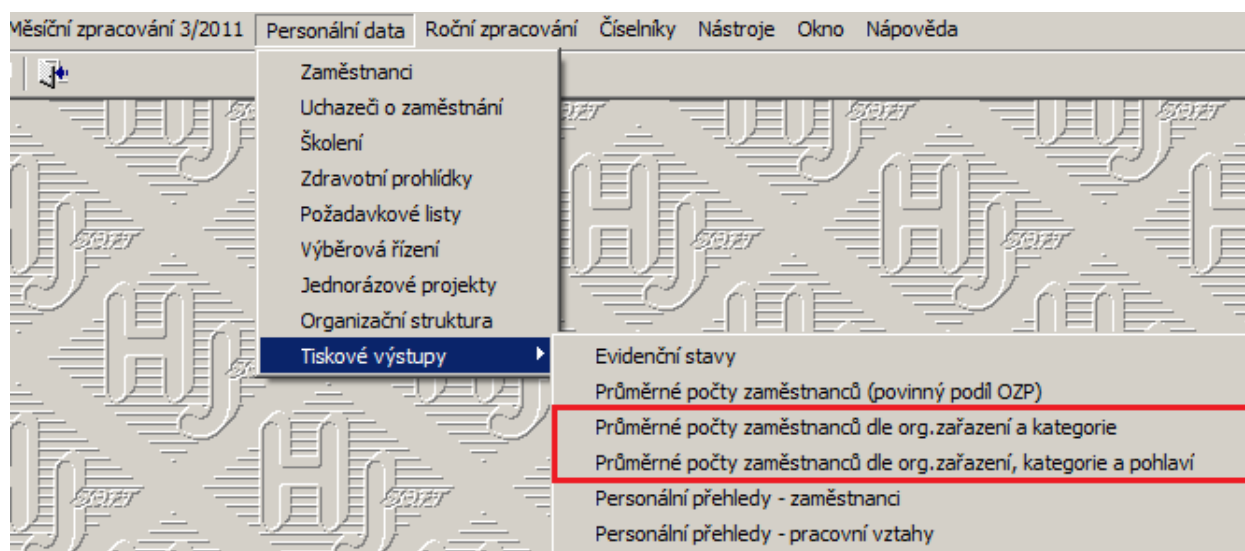 Měsíční zpracování 3/2011 Personální data Roční zpracování Číselníky Nástroje Okno Nápověda
Zaměstnanci
Uchazeči o zaměstnání
Školení
Zdravotní prohlídky
Požadavkové listy
Výběrová řízení
Jednorázové projekty
Organizační struktura
Tiskové výstupy
Evidenční stavy
Průměrné počty zaměstnanců (povinný podíl OZP)
Průměrné počty zaměstnanců dle org.zařazení a kategorie
Průměrné počty zaměstnanců dle org.zařazení, kategorie a pohlaví
Personální přehledy - zaměstnanci
Personální přehledy - pracovní vztahy